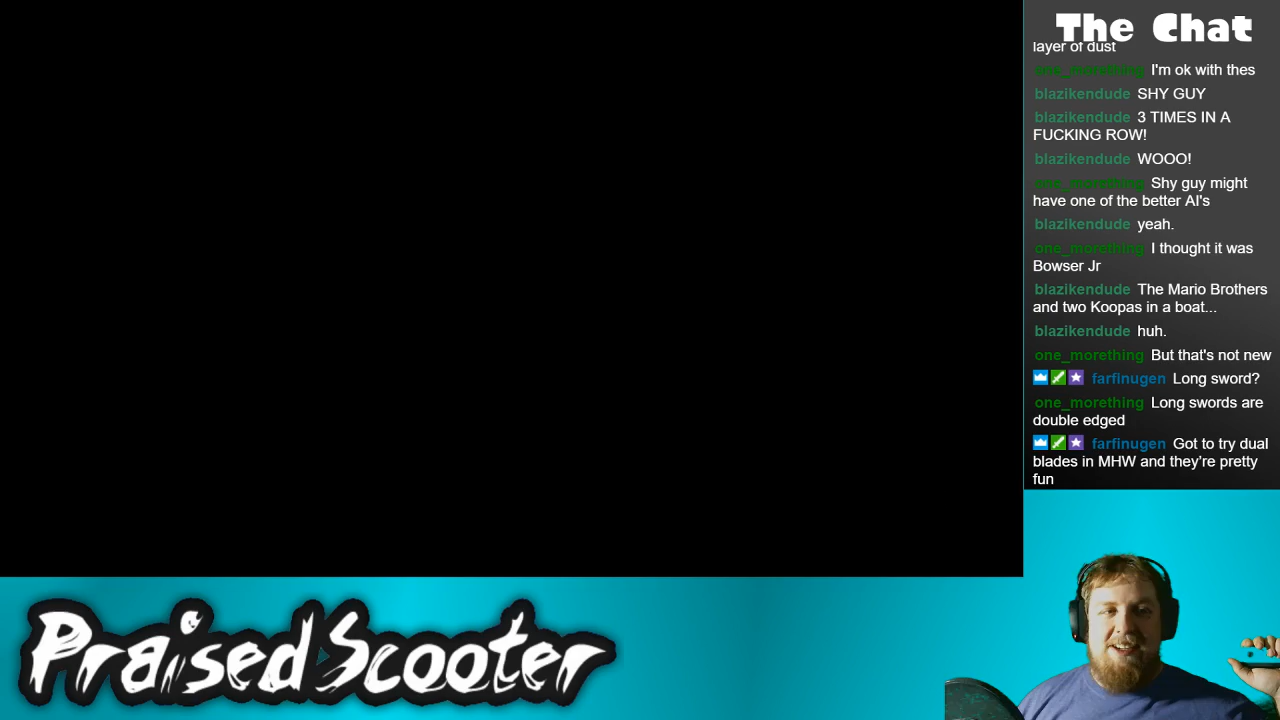 The Chat
layer of dust
one_morething I'm ok with thes
blazikendude SHY GUY
blazikendude 3 TIMES IN A
FUCKING ROW!
blazikendude WOOO!
one_morething Shy guy might
have one of the better AI's
blazikendude yeah.
one_morething I thought it was
Bowser Jr
blazikendude The Mario Brothers
and two Koopas in a boat...
blazikendude huh.
one_morething But that's not new
farfinugen Long sword?
one_morething Long swords are
double edged
farfinugen Got to try dual
blades in MHW and they're pretty
fun
PraisedScooter